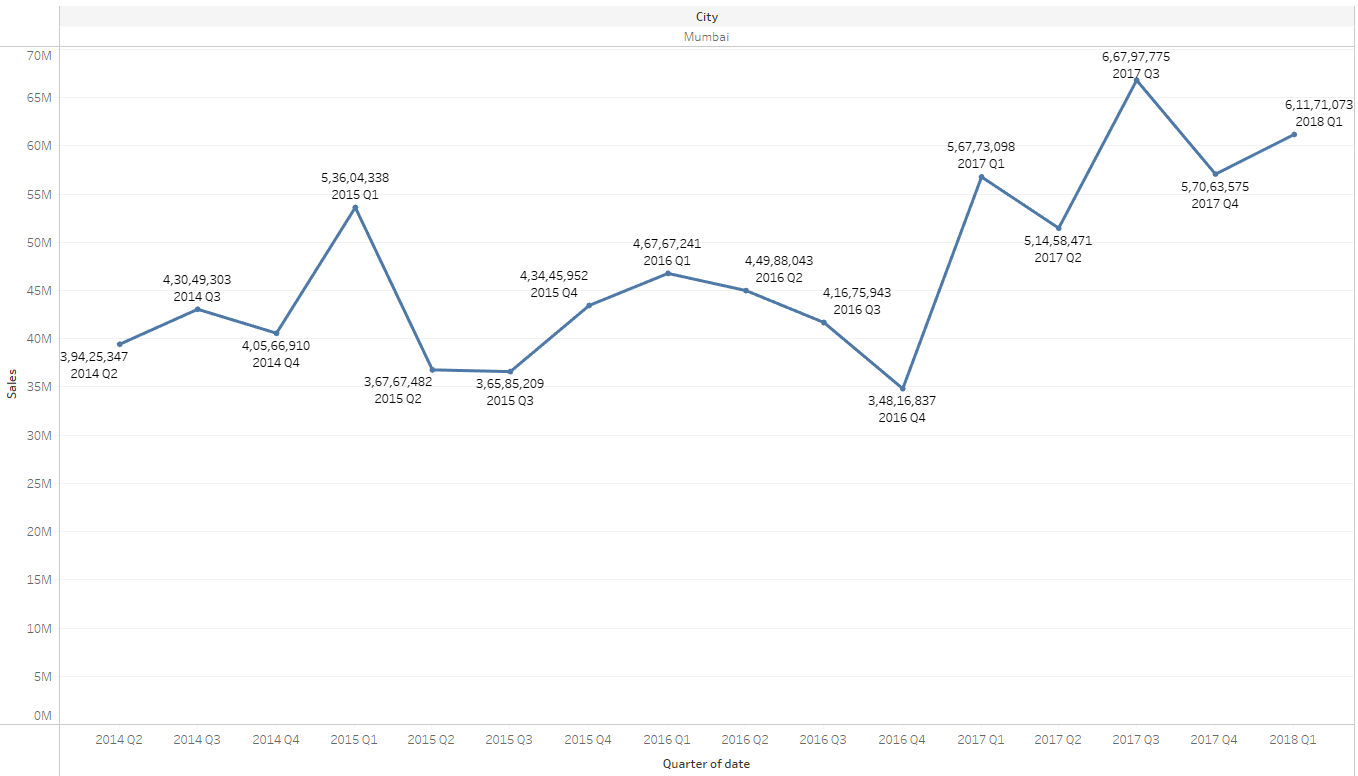 City
Mumbai
70M
65M
60M
55M
50M
45M
40M
35M
30M
25M
20M
15M
10M
5M
0M
Sales
3,94,25,347
2014 Q2
4,30,49,303
2014 Q3
4,05,66,910
2014 Q4
5,36,04,338
2015 Q1
3,67,67,482
2015 Q2
3,65,85,209
2015 Q3
4,34,45,952
2015 Q4
4,67,67,241
2016 Q1
4,49,88,043
2016 Q2
4,16,75,943
2016 Q3
3,48,16,837
2016 Q4
5,67,73,098
2017 Q1
5,14,58,471
2017 Q2
6,67,97,775
2017 Q3
5,70,63,575
2017 Q4
6,11,71,073
2018 Q1
2014 Q2 2014 Q3 2014 Q4 2015 Q1 2015 Q2 2015 Q3 2015 Q4 2016 Q1 2016 Q2 2016 Q3 2016 Q4 2017 Q1 2017 Q2 2017 Q3 2017 Q4 2018 Q1
Quarter of date